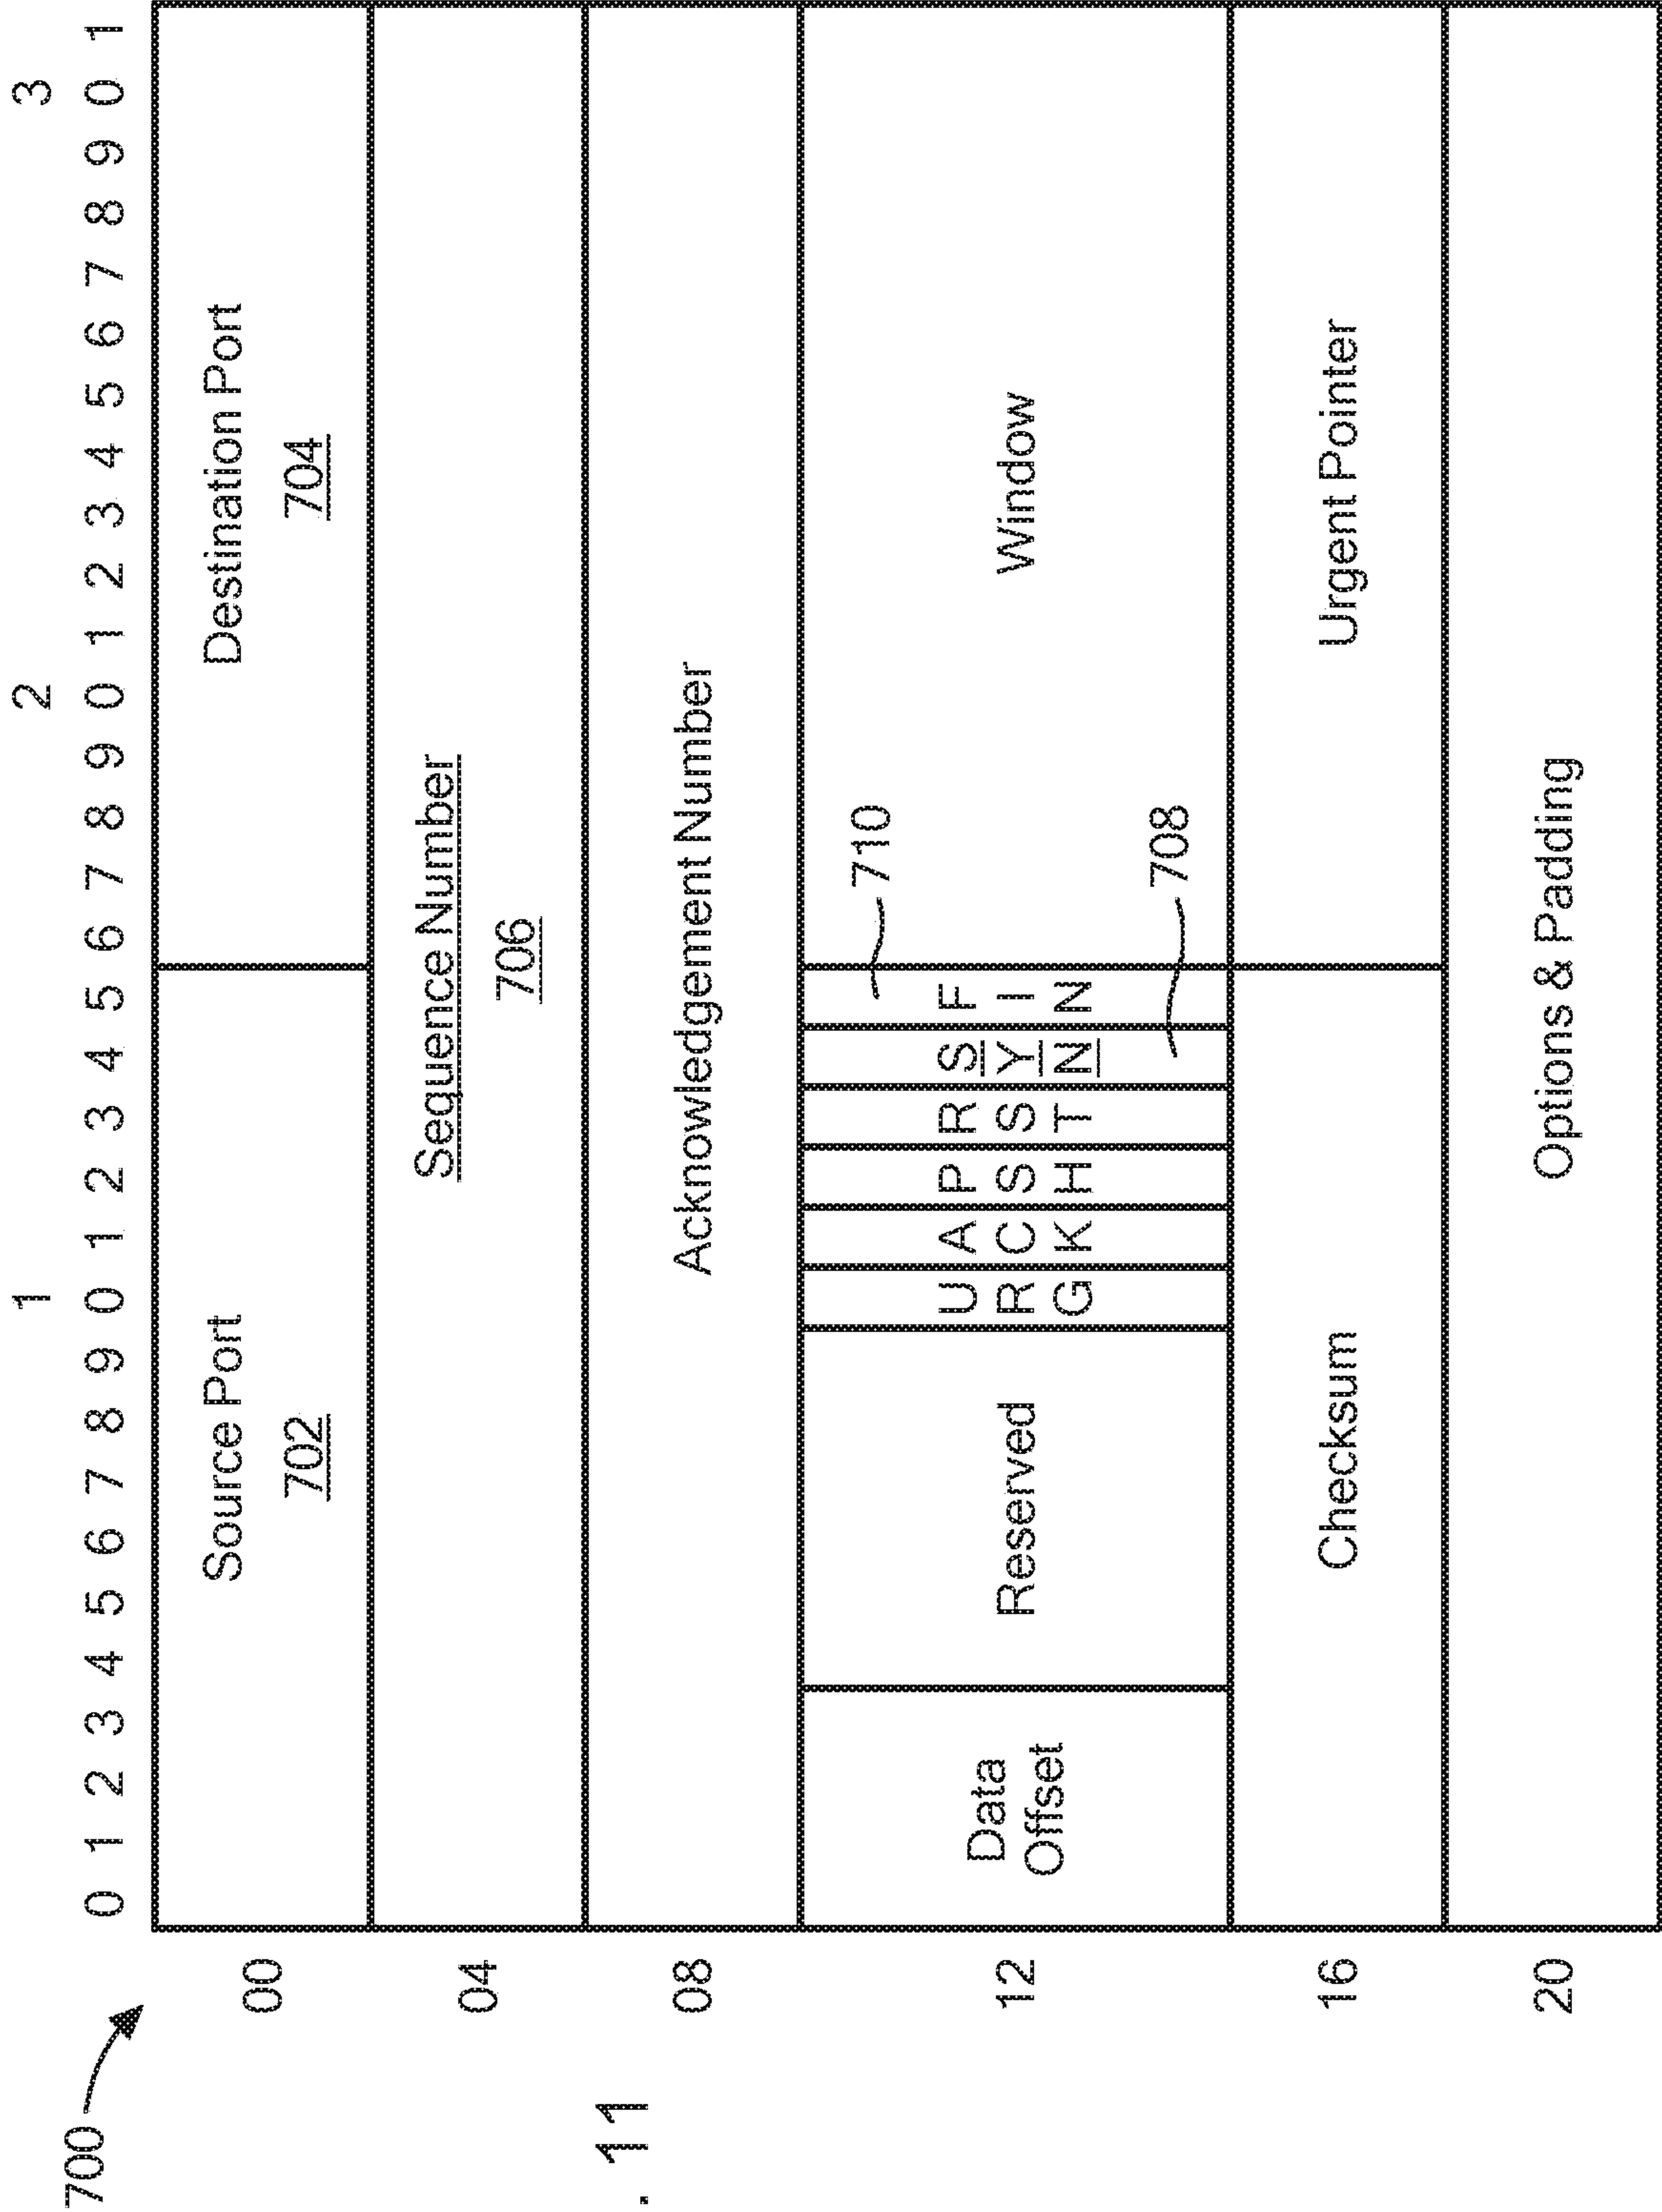 700
1 2 3
0 1 2 3 4 5 6 7 8 9 0 1 2 3 4 5 6 7 8 9 0 1 2 3 4 5 6 7 8 9 0 1
00
Source Port
702
Destination Port
704
04
Sequence Number
706
08
Acknowledgement Number
12
Data
Offset
Reserved
U
R
G
A
C
K
P
S
H
R
S
T
S
Y
N
F
I
N
710
708
Window
16
Checksum
Urgent Pointer
20
Options & Padding
. 11